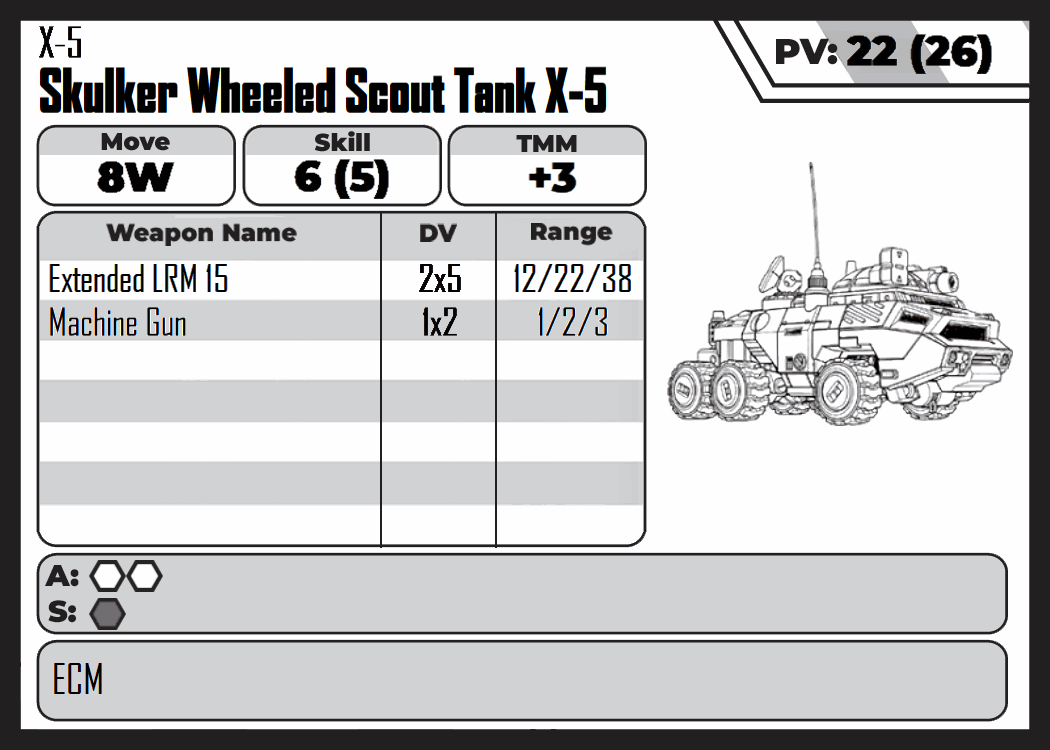 X-5
Skulker Wheeled Scout Tank X-5
PV: 22 (26)
Move Skill TMM
8W 6 (5) +3
Weapon Name DV Range
Extended LRM 15 2x5 12/22/38
Machine Gun 1x2 1/2/3
A:
S:
ECM